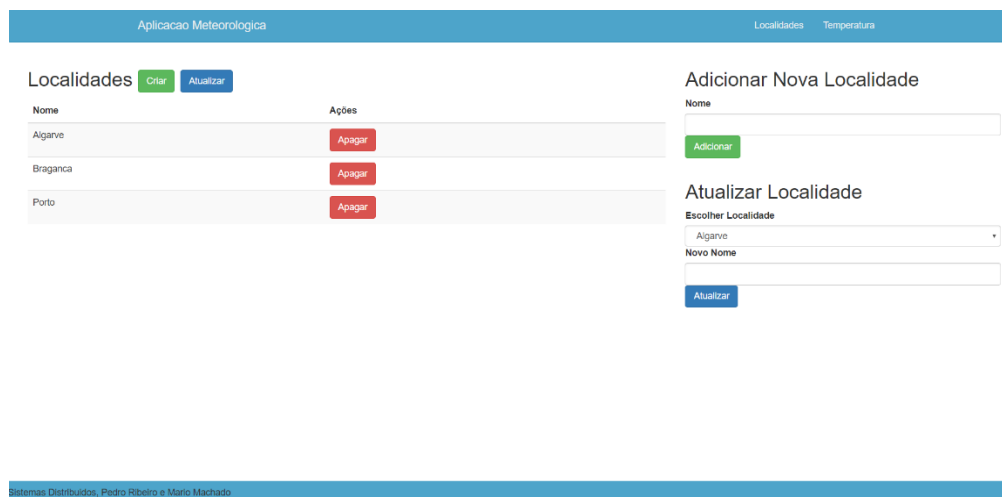 Aplicacao Meteorologica Localidades Temperatura
Localidades Criar Atualizar
Nome Ações
Algarve Apagar
Braganca Apagar
Porto Apagar
Adicionar Nova Localidade
Nome
Adicionar
Atualizar Localidade
Escolher Localidade
Algarve
Novo Nome
Atualizar
Sistemas Distribuídos, Pedro Ribeiro e Mario Machado